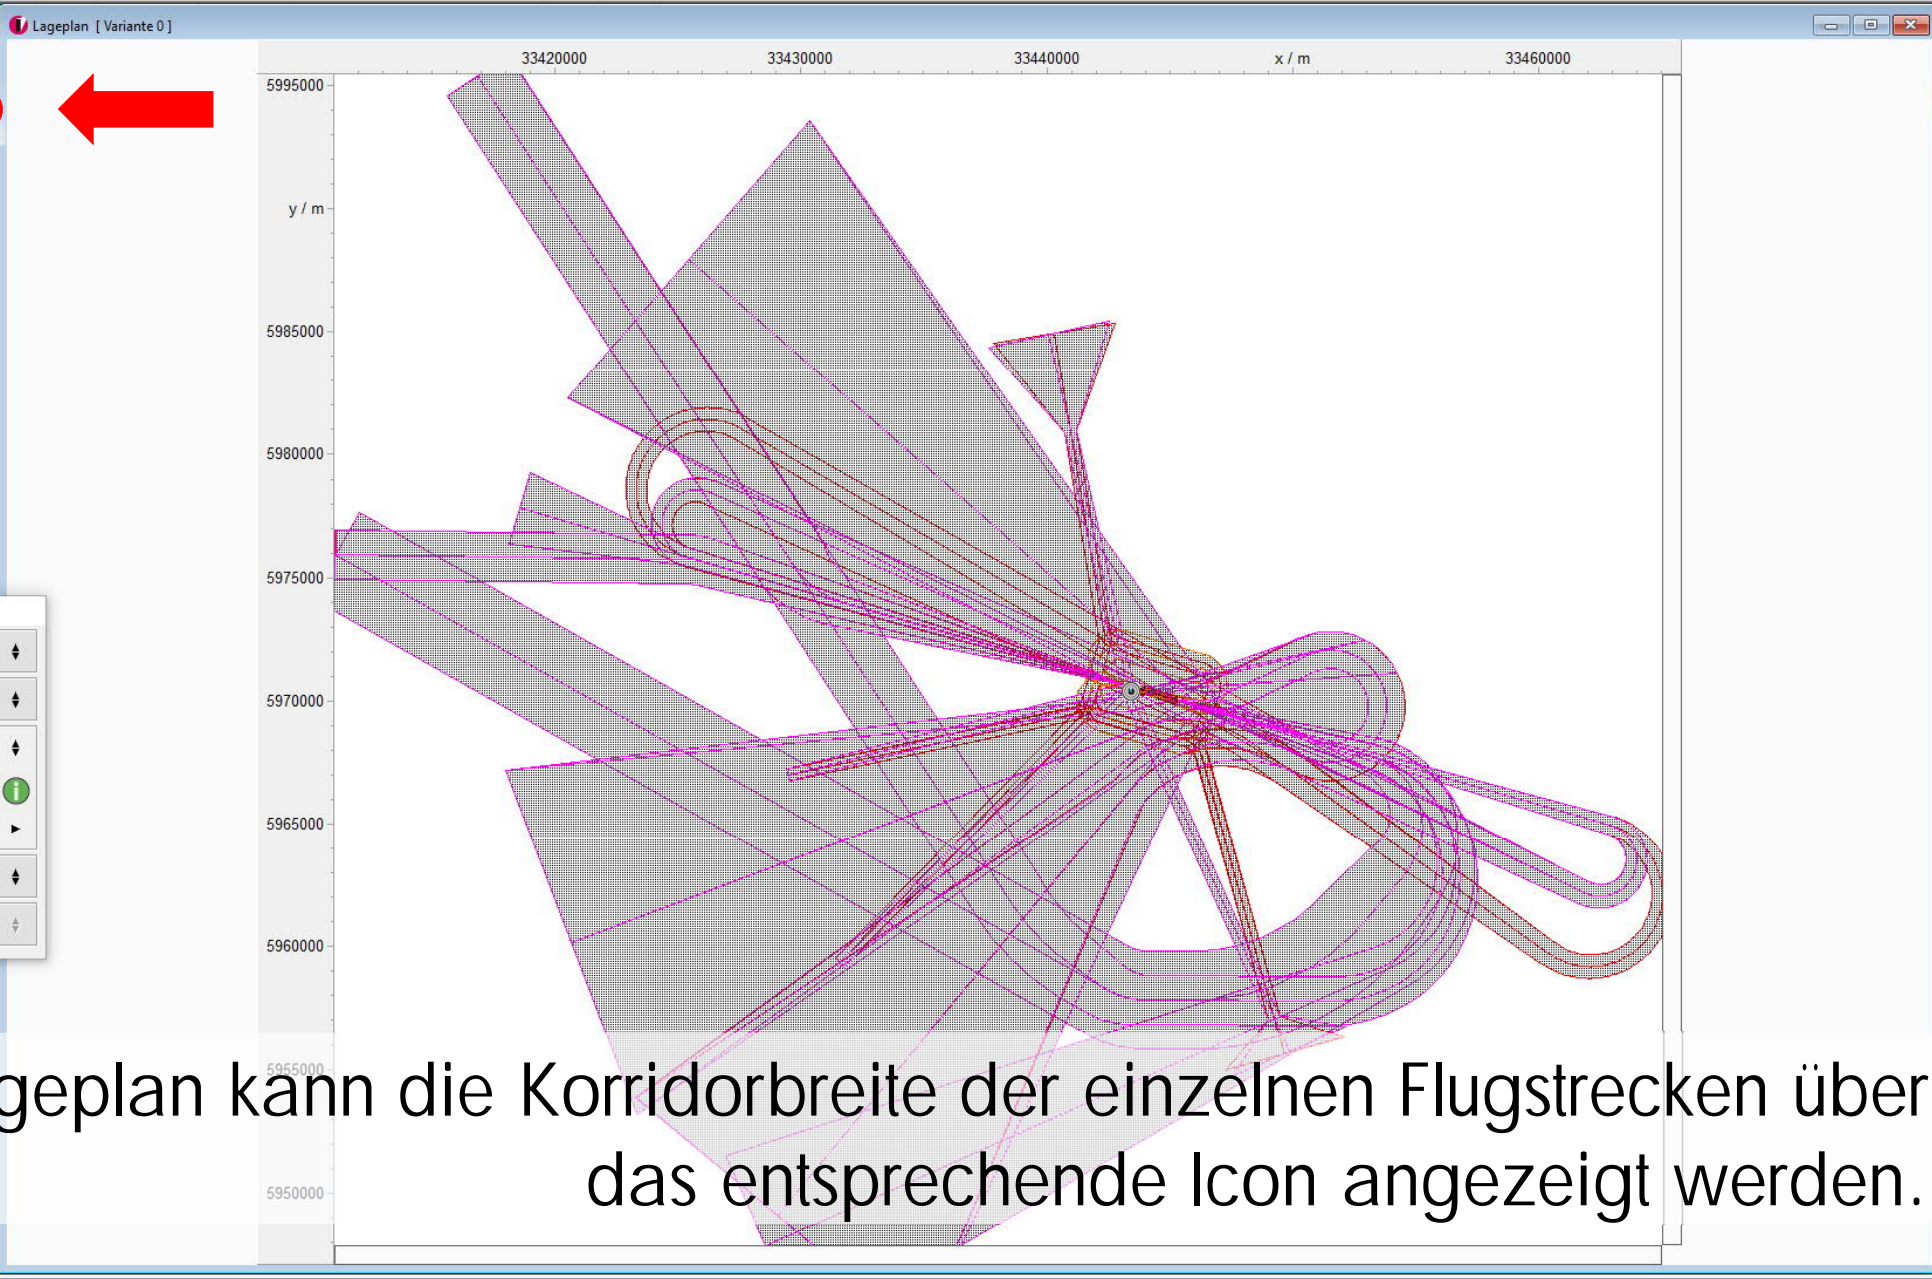 Lageplan [ Variante 0 ]
33420000 33430000 33440000 x / m 33460000
5995000
y / m
5985000
5980000
5975000
5970000
5965000
5960000
5955000
5950000
geplan kann die Korridorbreite der einzelnen Flugstrecken über
das entsprechende Icon angezeigt werden.